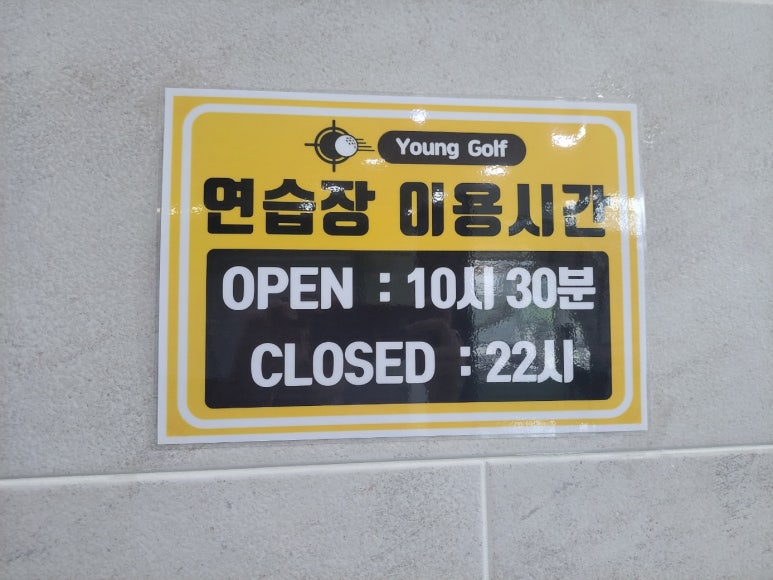 Young Golf
연습장 이용시간
OPEN : 10시 30분
CLOSED : 22시